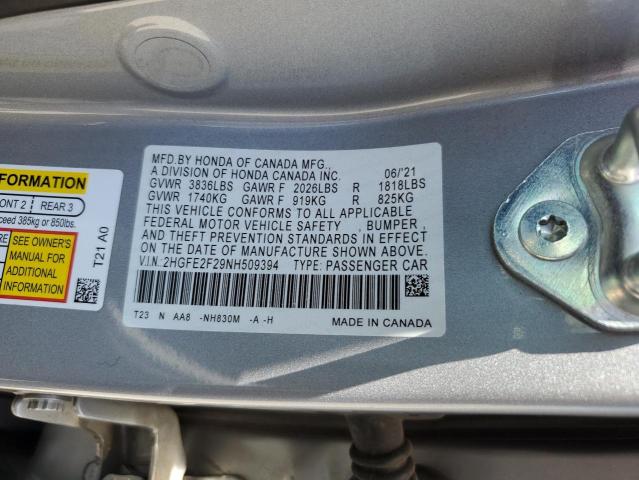 MFD.BY HONDA OF CANADA MFG.,
A DIVISION OF HONDA CANADA INC. 06/'21
GVWR 3836LBS GAWR F 2026LBS R 1818LBS
GVWR 1740KG GAWR F 919KG R 825KG
THIS VEHICLE CONFORMS TO ALL APPLICABLE
FEDERAL MOTOR VEHICLE SAFETY , BUMPER ,
AND THEFT PREVENTION STANDARDS IN EFFECT
ON THE DATE OF MANUFACTURE SHOWN ABOVE.
V.I.N:2HGFE2F29NH509394 TYPE: PASSENGER CAR
T23 N AA8 -NH830M -A -H
MADE IN CANADA
FORMATION
ONT 2 REAR 3
ceed 385kg or 850lbs.
SEE OWNER'S
MANUAL FOR
ADDITIONAL
INFORMATION
T21 A0